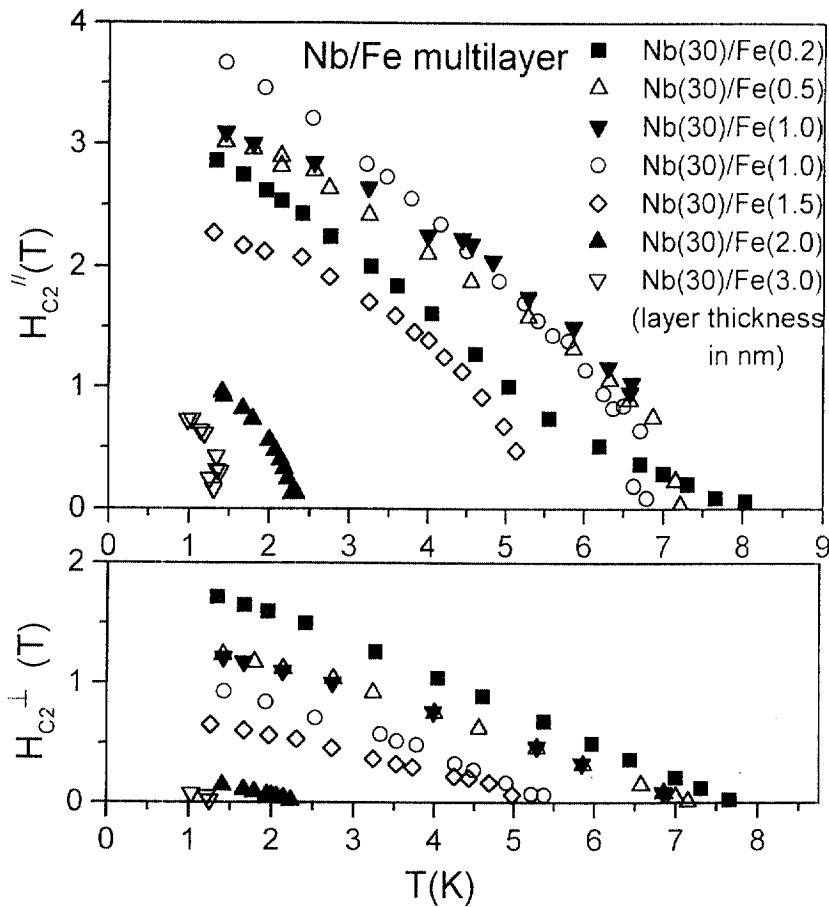 4
3
2
1
0
H_C2^// (T)
Nb/Fe multilayer
Nb(30)/Fe(0.2)
Nb(30)/Fe(0.5)
Nb(30)/Fe(1.0)
Nb(30)/Fe(1.0)
Nb(30)/Fe(1.5)
Nb(30)/Fe(2.0)
Nb(30)/Fe(3.0)
(layer thickness
in nm)
0 1 2 3 4 5 6 7 8 9
2
1
0
H_C2^⊥ (T)
0 1 2 3 4 5 6 7 8
T(K)